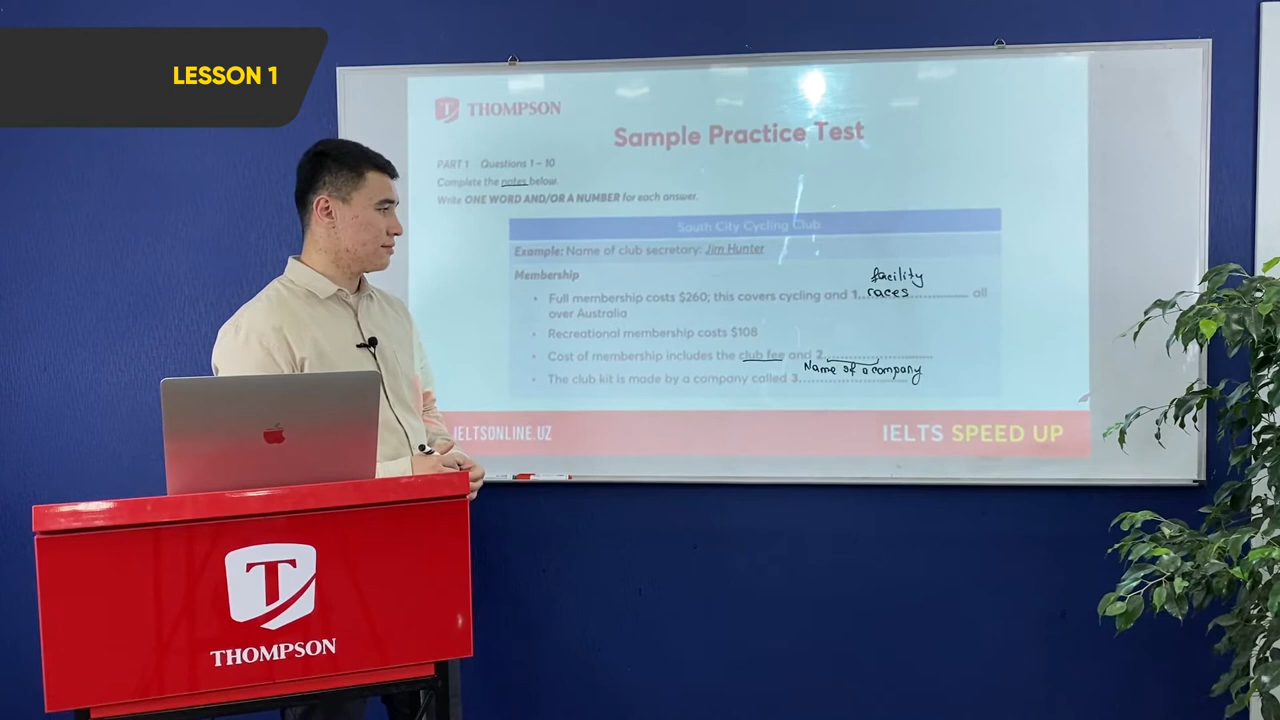 LESSON 1
THOMPSON
Sample Practice Test
PART 1 Questions 1 – 10
Complete the notes below.
Write ONE WORD AND/OR A NUMBER for each answer.
South City Cycling Club
Example: Name of club secretary: Jim Hunter
Membership
facility
• Full membership costs $260; this covers cycling and 1...races............... all
over Australia
• Recreational membership costs $108
• Cost of membership includes the club fee and 2..........................
Name of a company
• The club kit is made by a company called 3..........................
IELTSONLINE.UZ
IELTS SPEED UP
T
THOMPSON